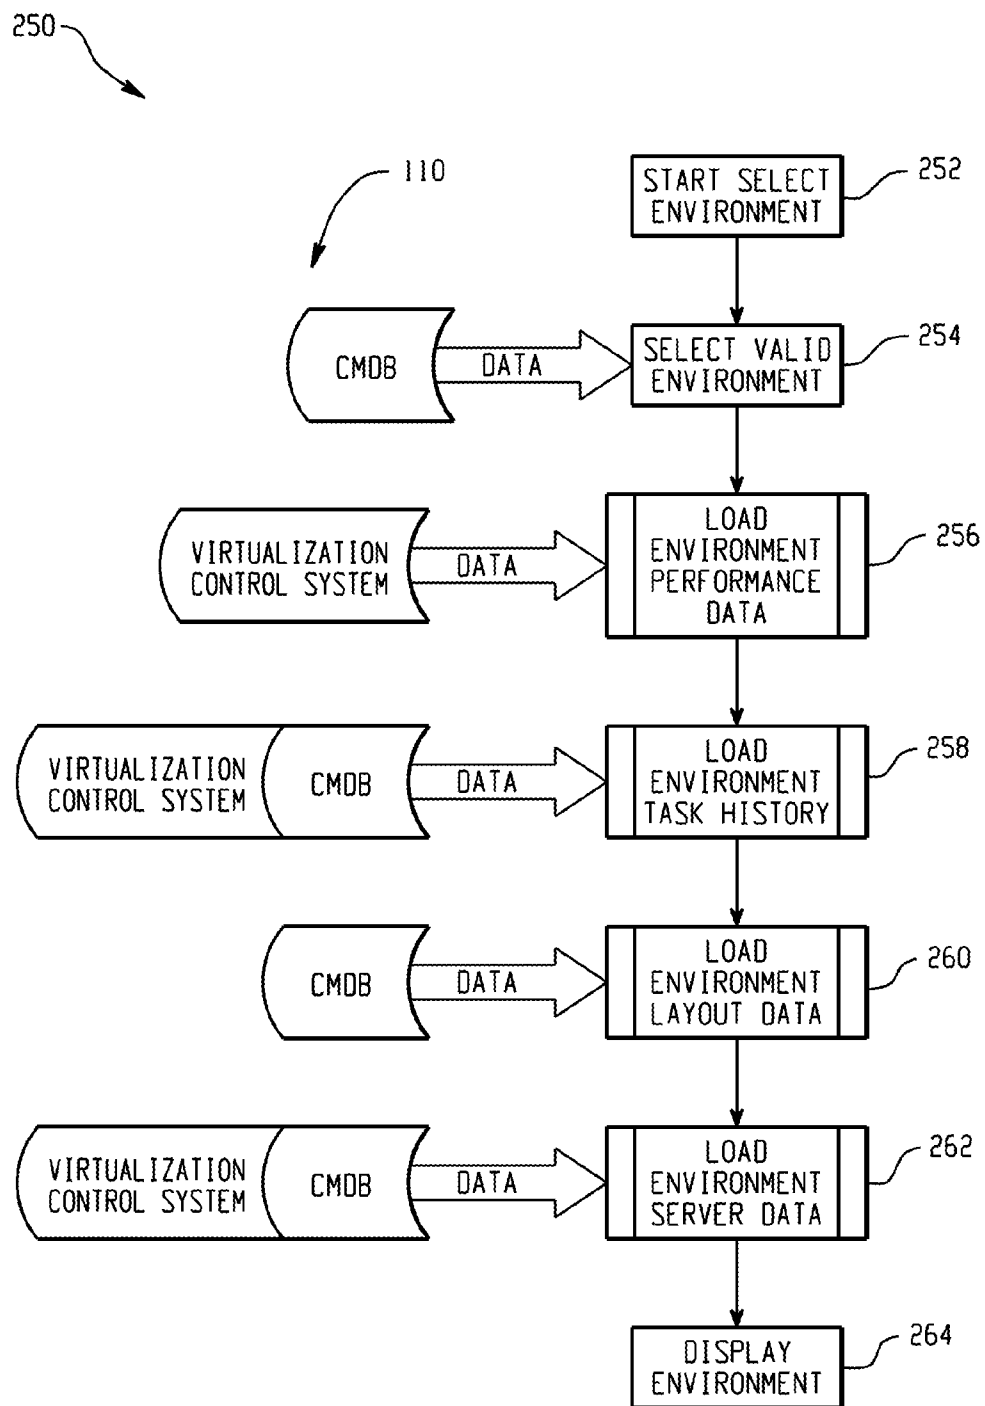 250
110
START SELECT
ENVIRONMENT
252
CMDB
DATA
SELECT VALID
ENVIRONMENT
254
VIRTUALIZATION
CONTROL SYSTEM
DATA
LOAD
ENVIRONMENT
PERFORMANCE
DATA
256
VIRTUALIZATION
CONTROL SYSTEM
CMDB
DATA
LOAD
ENVIRONMENT
TASK HISTORY
258
CMDB
DATA
LOAD
ENVIRONMENT
LAYOUT DATA
260
VIRTUALIZATION
CONTROL SYSTEM
CMDB
DATA
LOAD
ENVIRONMENT
SERVER DATA
262
DISPLAY
ENVIRONMENT
264